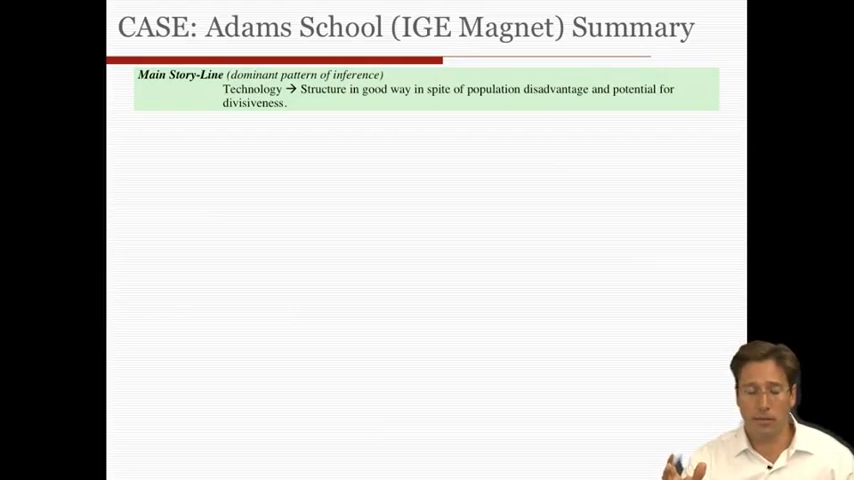 CASE: Adams School (IGE Magnet) Summary
Main Story-Line (dominant pattern of inference)
Technology → Structure in good way in spite of population disadvantage and potential for
divisiveness.